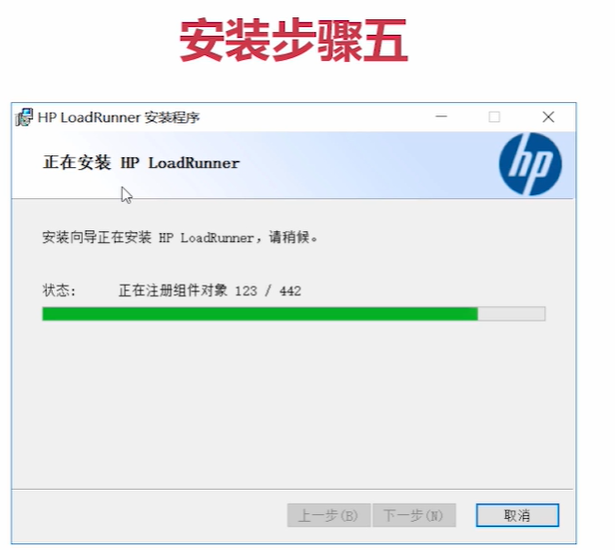 安装步骤五
HP LoadRunner 安装程序
正在安装 HP LoadRunner
hp
安装向导正在安装 HP LoadRunner，请稍候。
状态: 正在注册组件对象 123 / 442
上一步(B) 下一步(N) 取消